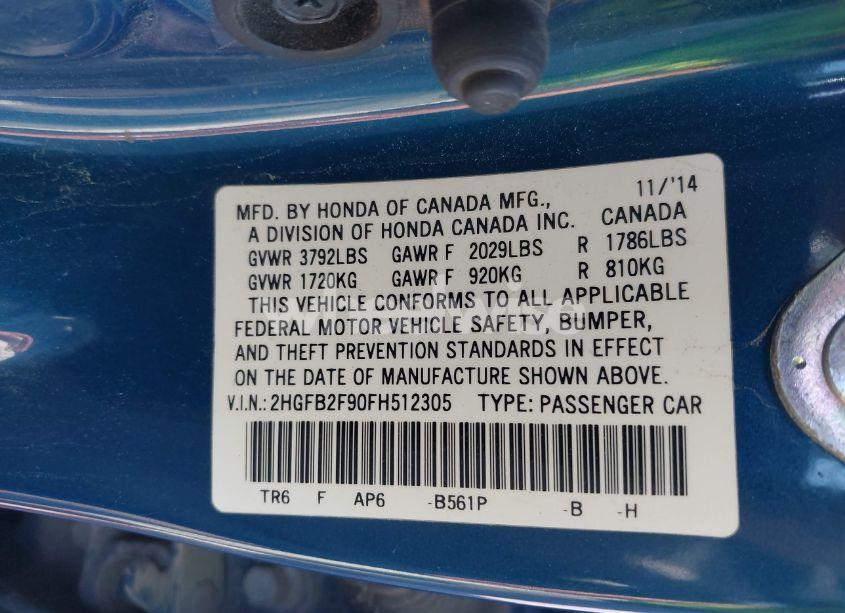 11/'14
MFD. BY HONDA OF CANADA MFG.,
A DIVISION OF HONDA CANADA INC. CANADA
GVWR 3792LBS GAWR F 2029LBS R 1786LBS
GVWR 1720KG GAWR F 920KG R 810KG
THIS VEHICLE CONFORMS TO ALL APPLICABLE
FEDERAL MOTOR VEHICLE SAFETY, BUMPER,
AND THEFT PREVENTION STANDARDS IN EFFECT
ON THE DATE OF MANUFACTURE SHOWN ABOVE.
V.I.N.: 2HGFB2F90FH512305 TYPE: PASSENGER CAR
TR6 F AP6 -B561P -B -H